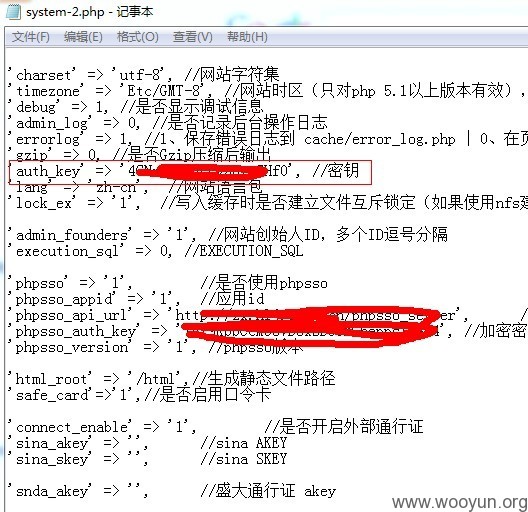 system-2.php - 记事本
文件(F) 编辑(E) 格式(O) 查看(V) 帮助(H)
'charset' => 'utf-8', //网站字符集
'timezone' => 'Etc/GMT-8', //网站时区（只对php 5.1以上版本有效），
'debug' => 1, //是否显示调试信息
'admin_log' => 0, //是否记录后台操作日志
'errorlog' => 1, //1、保存错误日志到 cache/error_log.php | 0、在页
'gzip' => 0, //是否Gzip压缩后输出
'auth_key' => ' Hf0', //密钥
'lang' => 'zh-cn', //网站语言包
'lock_ex' => '1', //写入缓存时是否建立文件互斥锁定（如果使用nfs建
'admin_founders' => '1', //网站创始人ID，多个ID逗号分隔
'execution_sql' => 0, //EXECUTION_SQL
'phpsso' => '1', //是否使用phpsso
'phpsso_appid' => '1', //应用id
'phpsso_api_url' => 'http:// /phpsso_server', /
'phpsso_auth_key' => ' ', //加密密
'phpsso_version' => '1', //phpsso版本
'html_root' => '/html',//生成静态文件路径
'safe_card'=>'1',//是否启用口令卡
'connect_enable' => '1', //是否开启外部通行证
'sina_akey' => '', //sina AKEY
'sina_skey' => '', //sina SKEY
'snda_akey' => '', //盛大通行证 akey
www.wooyun.org